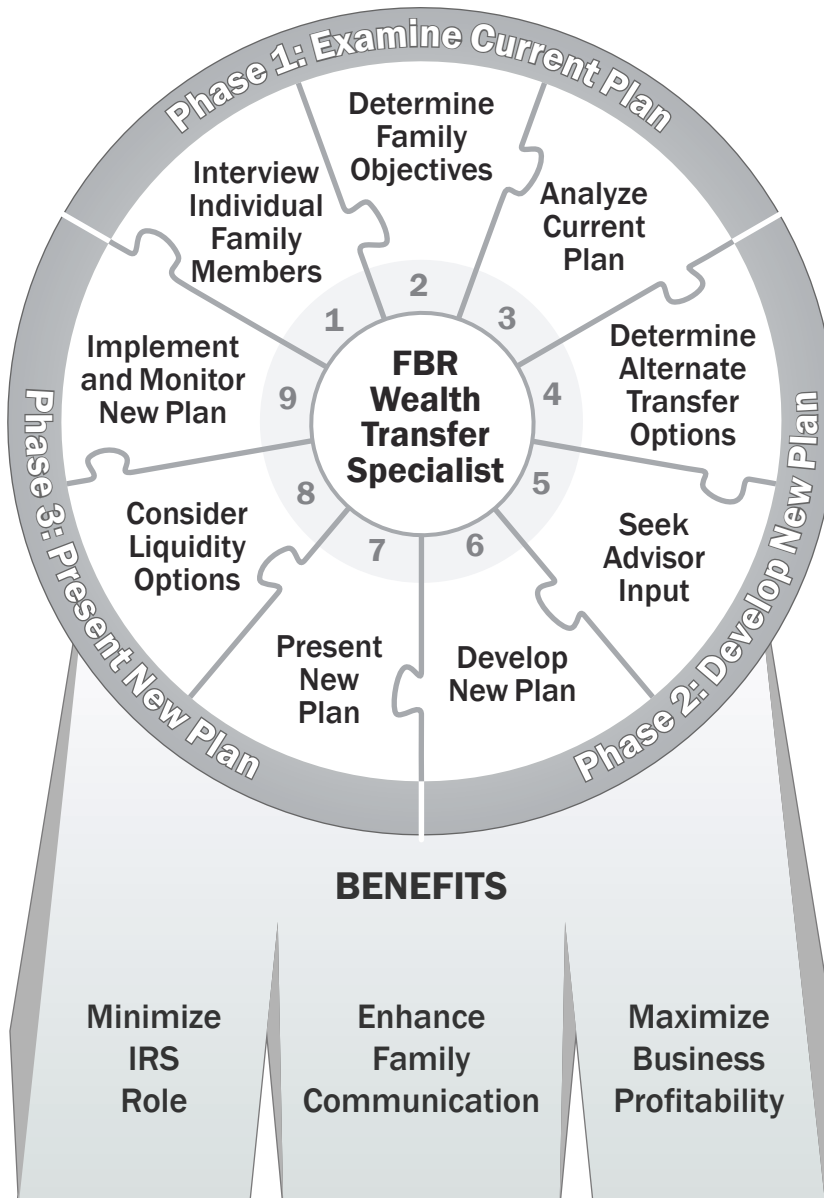 Phase 1: Examine Current Plan
Interview
Individual
Family
Members
1
Determine
Family
Objectives
2
Analyze
Current
Plan
3
Phase 2: Develop New Plan
Determine
Alternate
Transfer
Options
4
Seek
Advisor
Input
5
Develop
New Plan
6
Phase 3: Present New Plan
Present
New
Plan
7
Consider
Liquidity
Options
8
Implement
and Monitor
New Plan
9
FBR
Wealth
Transfer
Specialist
BENEFITS
Minimize
IRS
Role
Enhance
Family
Communication
Maximize
Business
Profitability